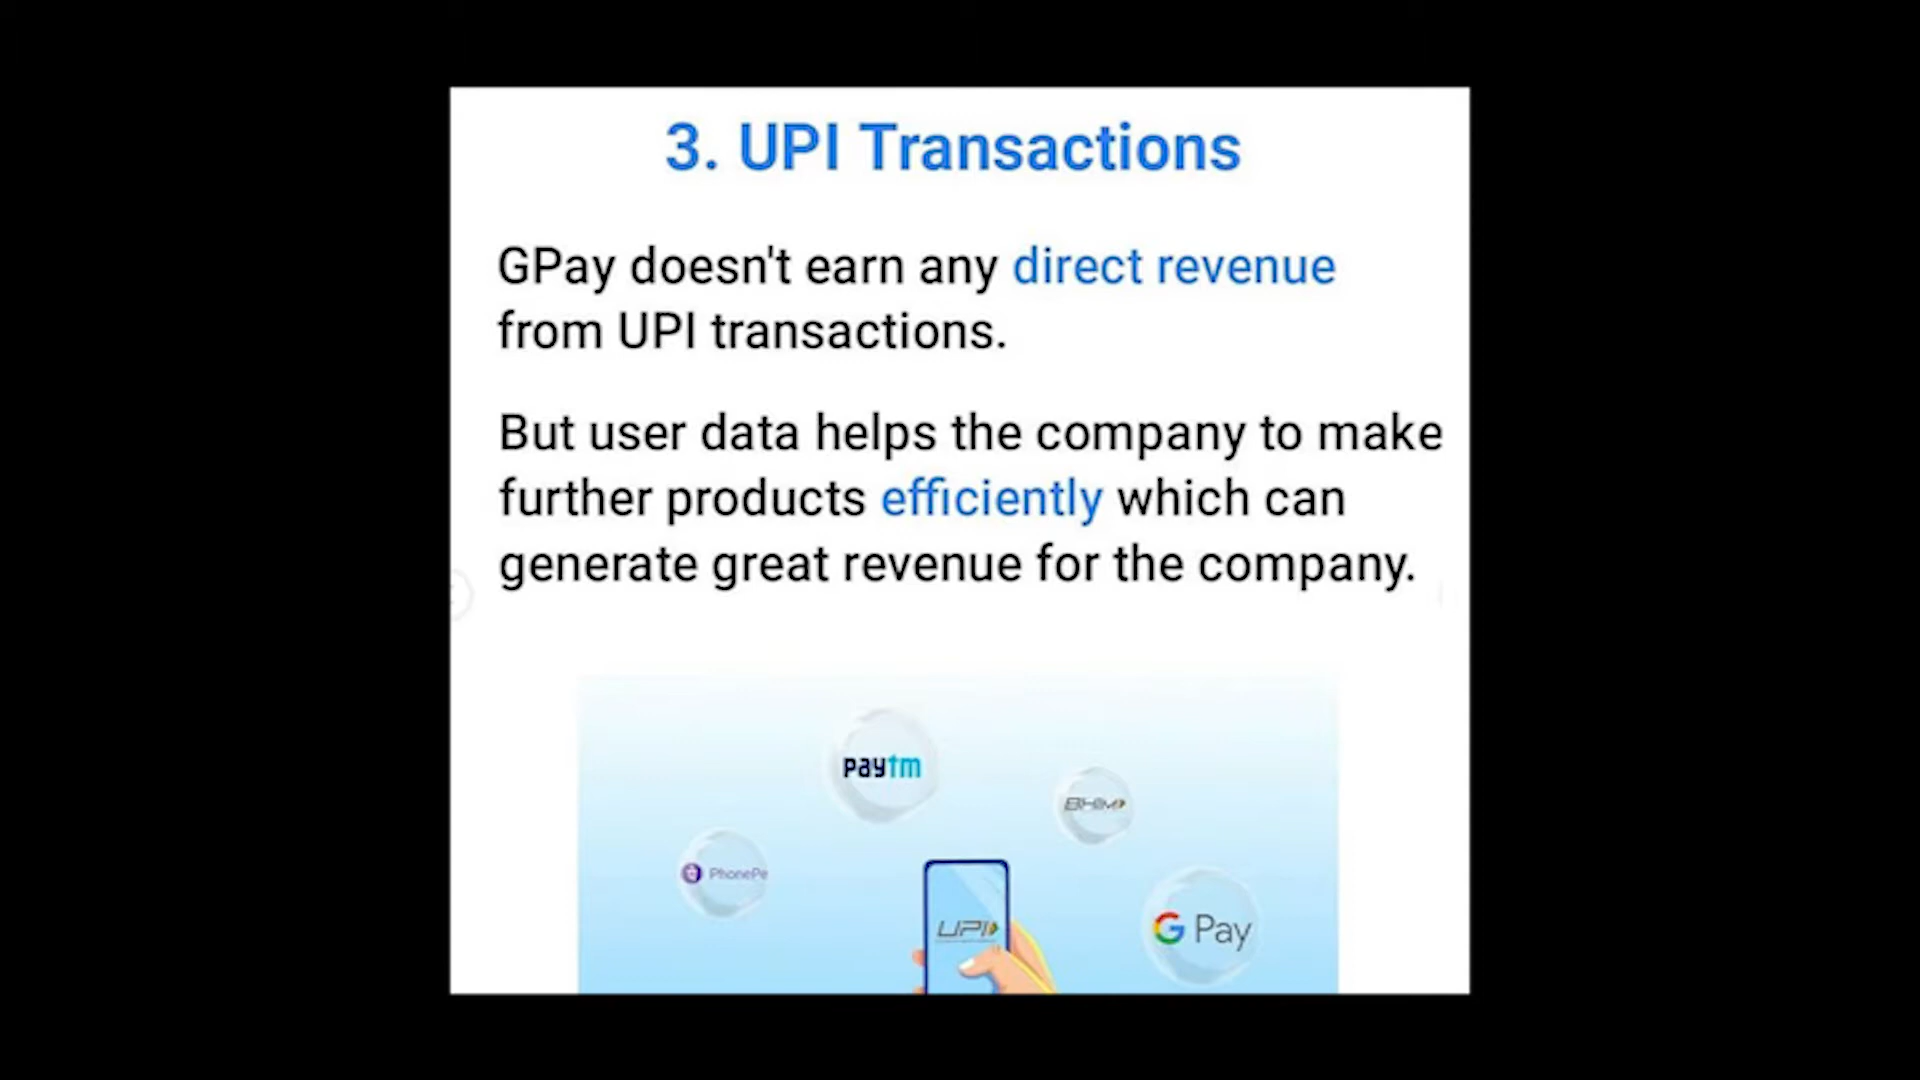 3. UPI Transactions
GPay doesn't earn any direct revenue
from UPI transactions.
But user data helps the company to make
further products efficiently which can
generate great revenue for the company.
paytm
BHIM
PhonePe
UPI
G Pay